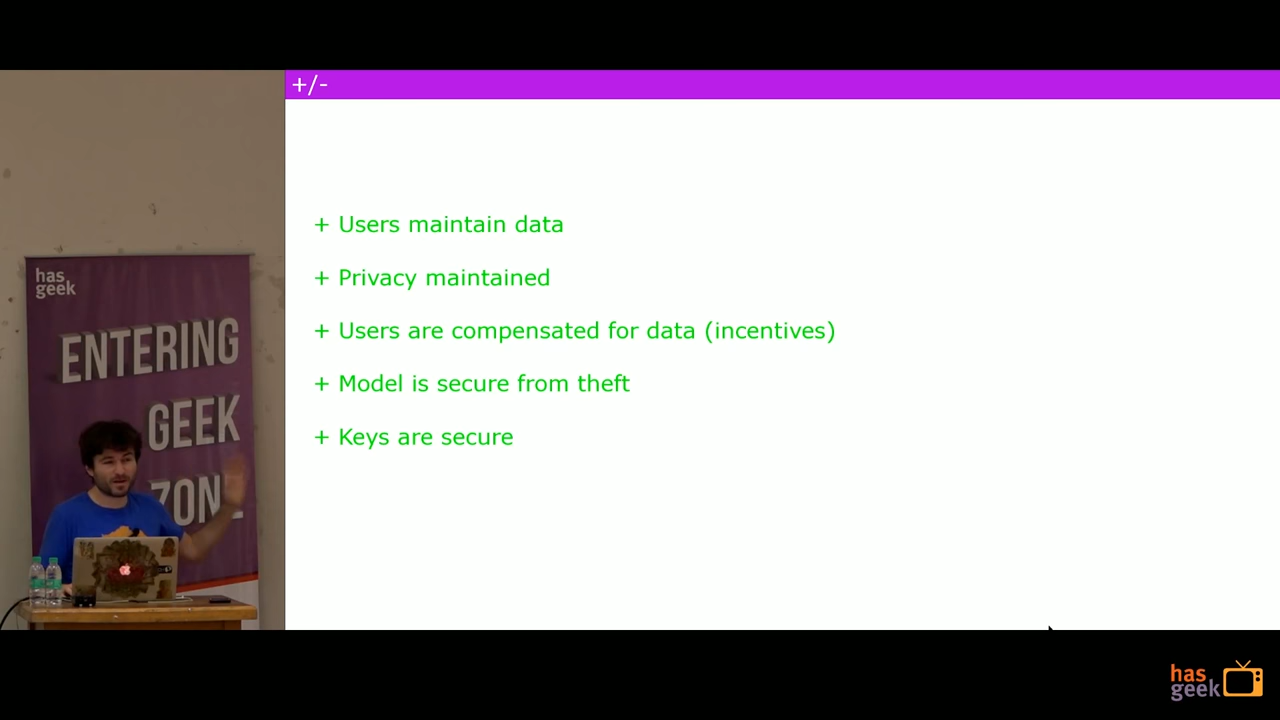 +/-
+ Users maintain data
+ Privacy maintained
+ Users are compensated for data (incentives)
+ Model is secure from theft
+ Keys are secure
has
geek
ENTERING
GEEK
ZONE
has
geek